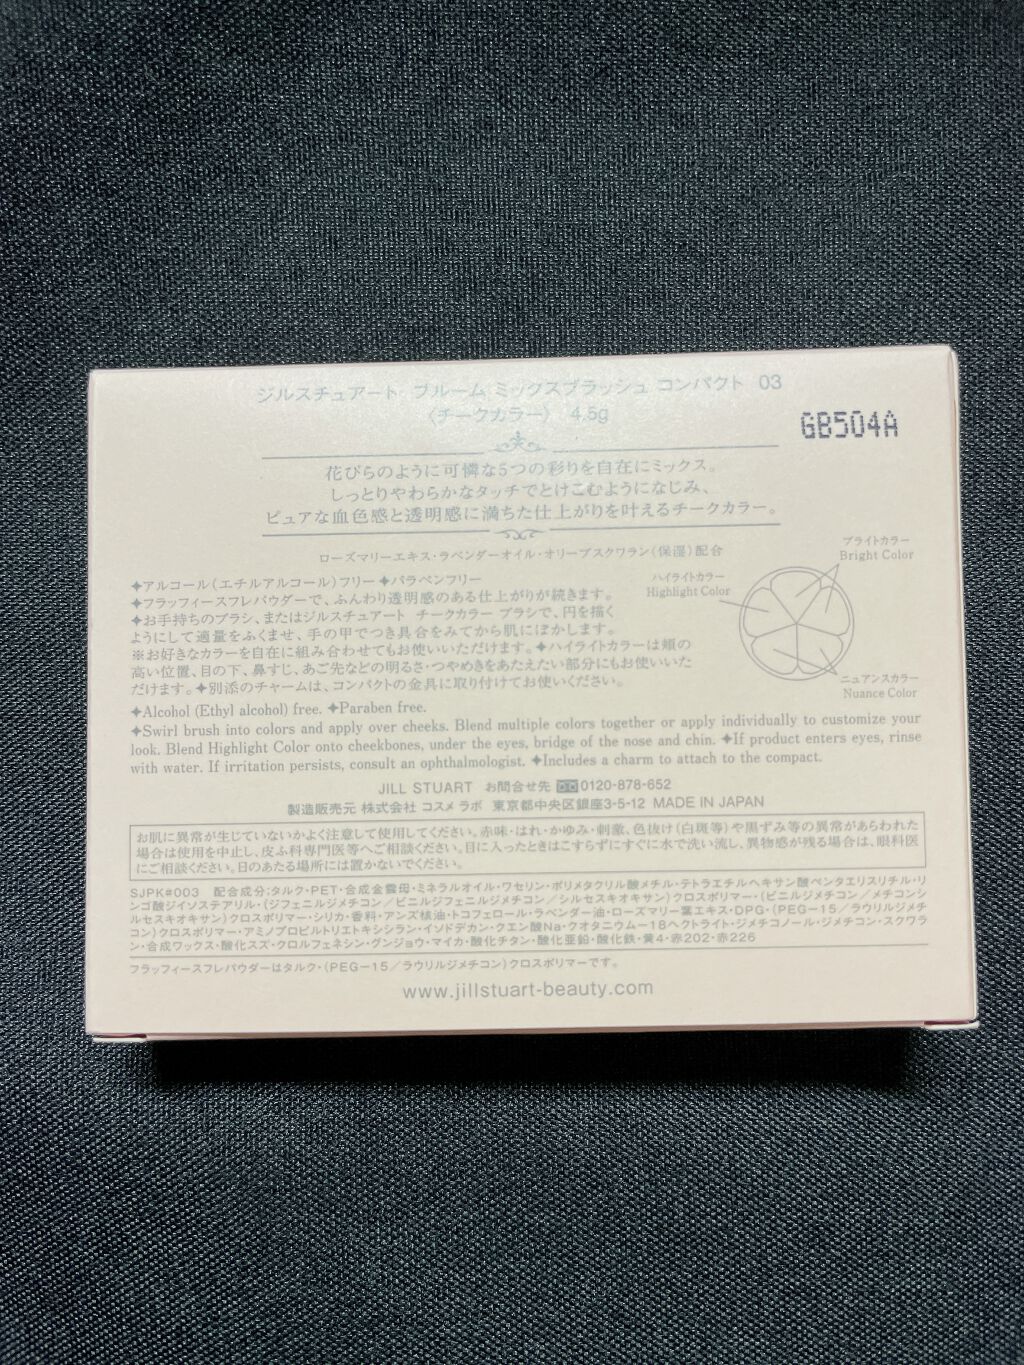 ジルスチュアート ブルーム ミックスブラッシュ コンパクト 03
〈チークカラー〉 4.5g
GB504A
花びらのように可憐な5つの彩りを自在にミックス。
しっとりやわらかなタッチでとけこむようになじみ、
ピュアな血色感と透明感に満ちた仕上がりを叶えるチークカラー。
ローズマリーエキス・ラベンダーオイル・オリーブスクワラン(保湿)配合
ブライトカラー
Bright Color
ハイライトカラー
Highlight Color
ニュアンスカラー
Nuance Color
✦アルコール(エチルアルコール)フリー✦パラベンフリー
✦フラッフィースフレパウダーで、ふんわり透明感のある仕上がりが続きます。
✦お手持ちのブラシ、またはジルスチュアート チークカラー ブラシで、円を描く
ようにして適量をふくませ、手の甲でつき具合をみてから肌にぼかします。
※お好きなカラーを自在に組み合わせてもお使いいただけます。✦ハイライトカラーは頬の
高い位置、目の下、鼻すじ、あご先などの明るさ・つやめきをあたえたい部分にもお使いいた
だけます。✦別添のチャームは、コンパクトの金具に取り付けてお使いください。
✦Alcohol (Ethyl alcohol) free. ✦Paraben free.
✦Swirl brush into colors and apply over cheeks. Blend multiple colors together or apply individually to customize your
look. Blend Highlight Color onto cheekbones, under the eyes, bridge of the nose and chin. ✦If product enters eyes, rinse
with water. If irritation persists, consult an ophthalmologist. ✦Includes a charm to attach to the compact.
JILL STUART お問合せ先 0120-878-652
製造販売元 株式会社 コスメ ラボ 東京都中央区銀座3-5-12 MADE IN JAPAN
お肌に異常が生じていないかよく注意して使用してください。赤味・はれ・かゆみ・刺激、色抜け(白斑等)や黒ずみ等の異常があらわれた
場合は使用を中止し、皮ふ科専門医等へご相談ください。目に入ったときはこすらずにすぐに水で洗い流し、異物感が残る場合は、眼科医
にご相談ください。日のあたる場所には置かないでください。
SJPK#003 配合成分:タルク・PET・合成金雲母・ミネラルオイル・ワセリン・ポリメタクリル酸メチル・テトラエチルヘキサン酸ペンタエリスリチル・リ
ンゴ酸ジイソステアリル・(ジフェニルジメチコン/ビニルジフェニルジメチコン/シルセスキオキサン)クロスポリマー・(ビニルジメチコン/メチコンシ
ルセスキオキサン)クロスポリマー・シリカ・香料・アンズ核油・トコフェロール・ラベンダー油・ローズマリー葉エキス・DPG・(PEG-15/ラウリルジメチ
コン)クロスポリマー・アミノプロピルトリエトキシシラン・イソドデカン・クエン酸Na・クオタニウム-18ヘクトライト・ジメチコノール・ジメチコン・スクワラ
ン・合成ワックス・酸化スズ・クロルフェネシン・グンジョウ・マイカ・酸化チタン・酸化亜鉛・酸化鉄・黄4・赤202・赤226
フラッフィースフレパウダーはタルク・(PEG-15/ラウリルジメチコン)クロスポリマーです。
www.jillstuart-beauty.com